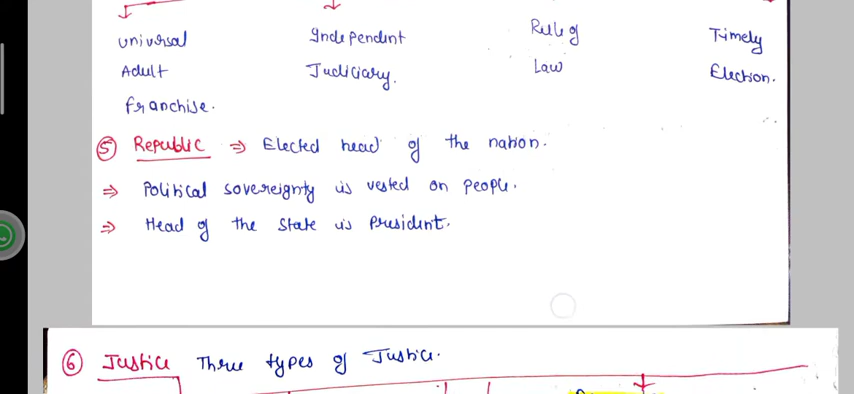 Universal Independent Rule of Timely
Adult Judiciary. Law Election.
Franchise.
⑤ Republic ⇒ Elected head of the nation.
⇒ Political sovereignty is vested on people.
⇒ Head of the State is President.
⑥ Justice Three types of Justice.